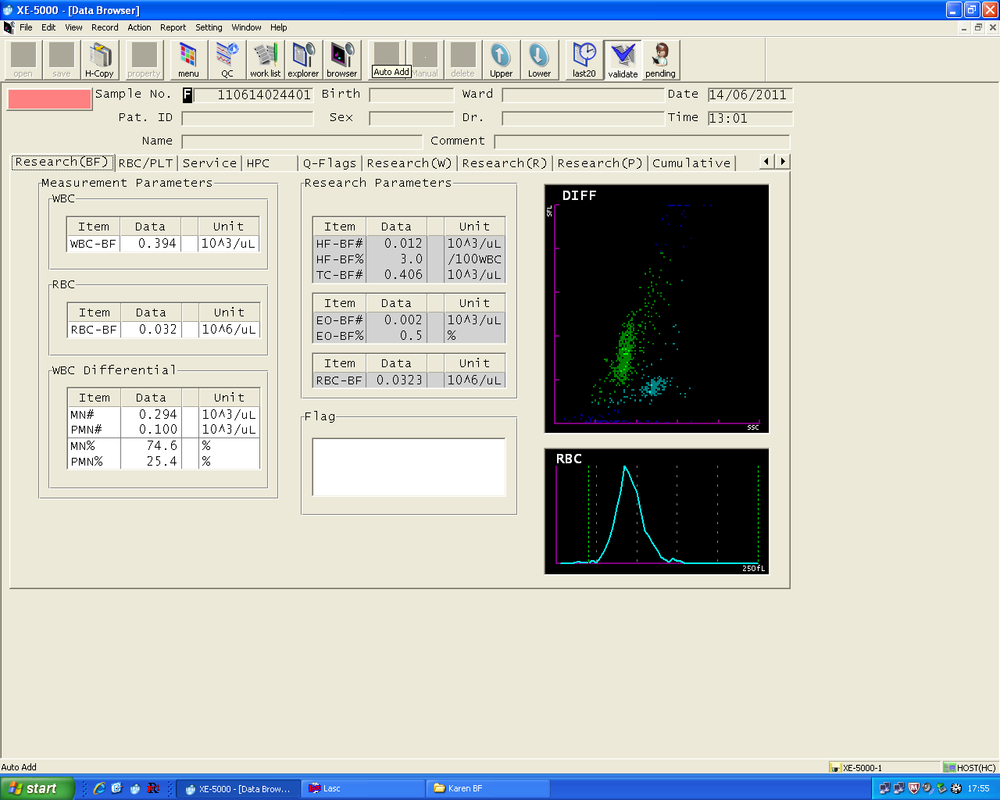 XE-5000 - [Data Browser]
File Edit View Record Action Report Setting Window Help
open save H-Copy property menu QC work list explorer browser Auto Add Manual delete Upper Lower last20 validate pending
Sample No. F 110614024401 Birth Ward Date 14/06/2011
Pat. ID Sex Dr. Time 13:01
Name Comment
Research(BF) RBC/PLT Service HPC Q-Flags Research(W) Research(R) Research(P) Cumulative
Measurement Parameters
WBC
Item Data Unit
WBC-BF 0.394 10^3/uL
RBC
Item Data Unit
RBC-BF 0.032 10^6/uL
WBC Differential
Item Data Unit
MN# 0.294 10^3/uL
PMN# 0.100 10^3/uL
MN% 74.6 %
PMN% 25.4 %
Research Parameters
Item Data Unit
HF-BF# 0.012 10^3/uL
HF-BF% 3.0 /100WBC
TC-BF# 0.406 10^3/uL
Item Data Unit
EO-BF# 0.002 10^3/uL
EO-BF% 0.5 %
Item Data Unit
RBC-BF 0.0323 10^6/uL
Flag
DIFF
SFL
SSC
RBC
250fL
Auto Add XE-5000-1 HOST(HC)
start XE-5000 - [Data Brow... Lasc Karen BF 17:55